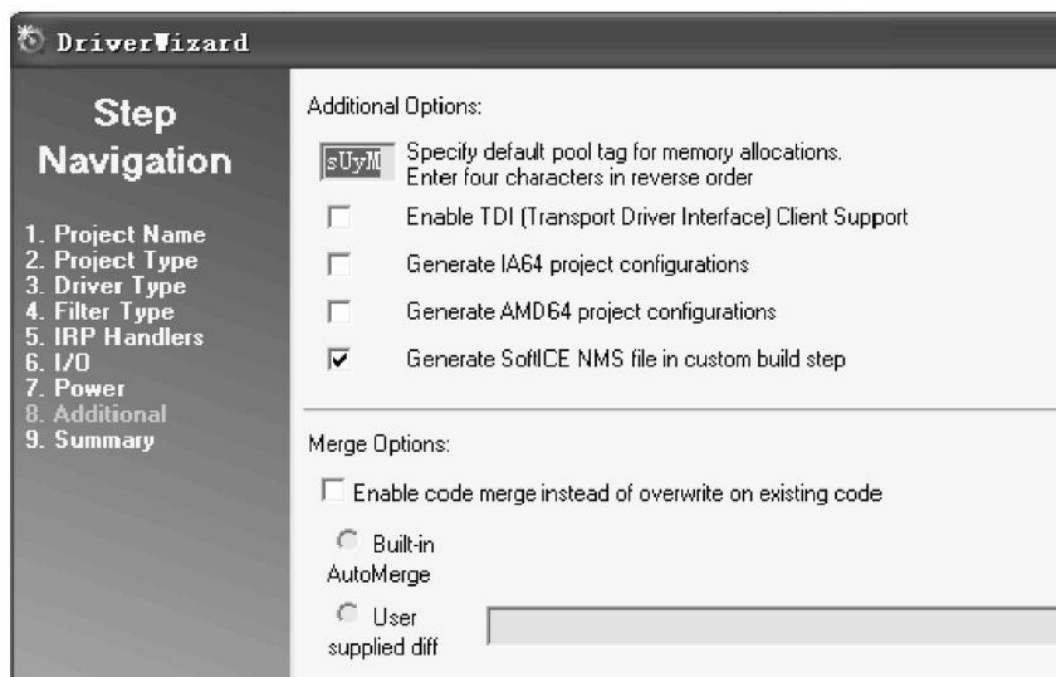 DriverWizard
Step
Navigation
1. Project Name
2. Project Type
3. Driver Type
4. Filter Type
5. IRP Handlers
6. I/O
7. Power
8. Additional
9. Summary
Additional Options:
sUyM
Specify default pool tag for memory allocations.
Enter four characters in reverse order
Enable TDI (Transport Driver Interface) Client Support
Generate IA64 project configurations
Generate AMD64 project configurations
Generate SoftICE NMS file in custom build step
Merge Options:
Enable code merge instead of overwrite on existing code
Built-in
AutoMerge
User
supplied diff